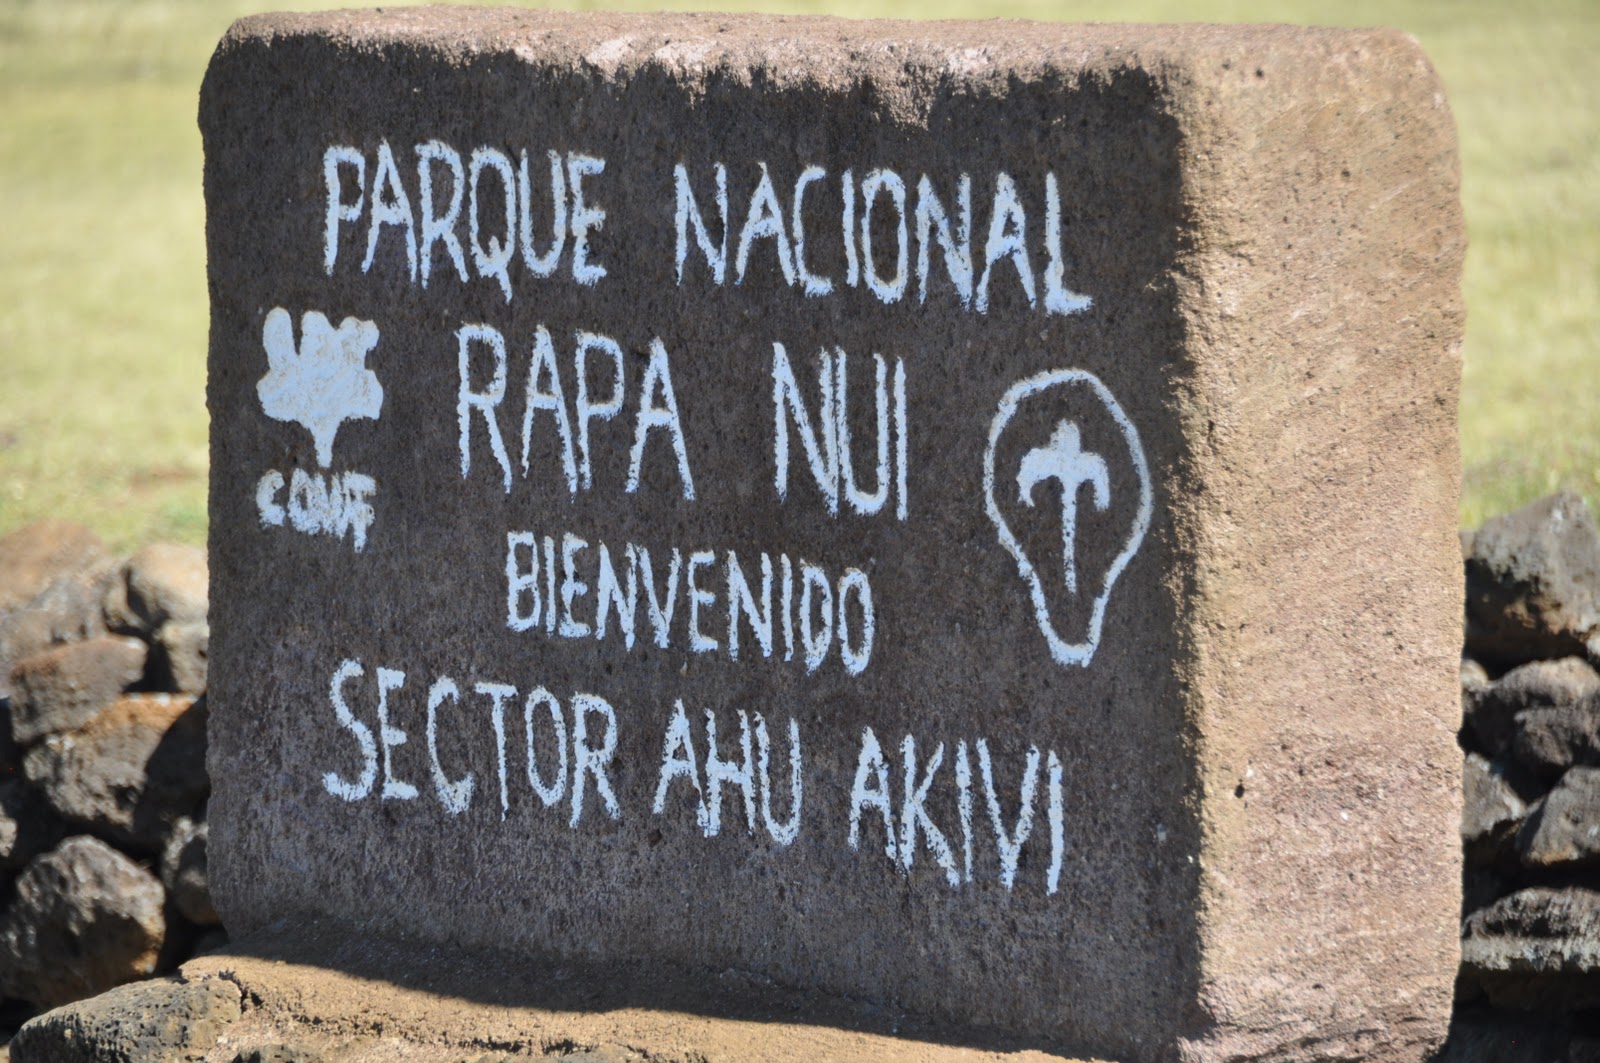 PARQUE NACIONAL
RAPA NUI
CONAF
BIENVENIDO
SECTOR AHU AKIVI